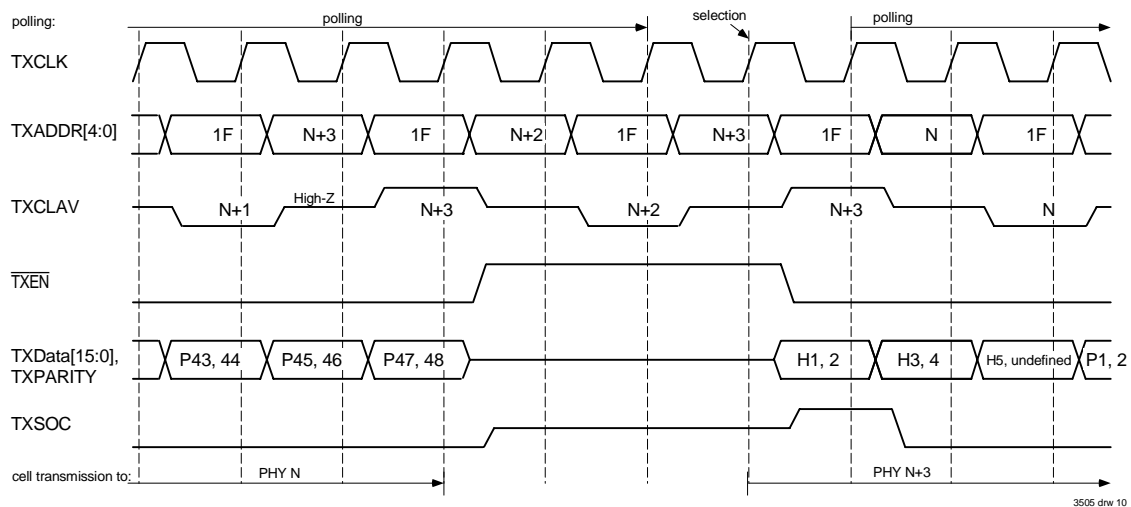 polling: polling selection polling
TXCLK
TXADDR[4:0] 1F N+3 1F N+2 1F N+3 1F N 1F
TXCLAV N+1 High-Z N+3 N+2 N+3 N
TXEN
TXData[15:0],
TXPARITY P43, 44 P45, 46 P47, 48 H1, 2 H3, 4 H5, undefined P1, 2
TXSOC
cell transmission to: PHY N PHY N+3
3505 drw 10